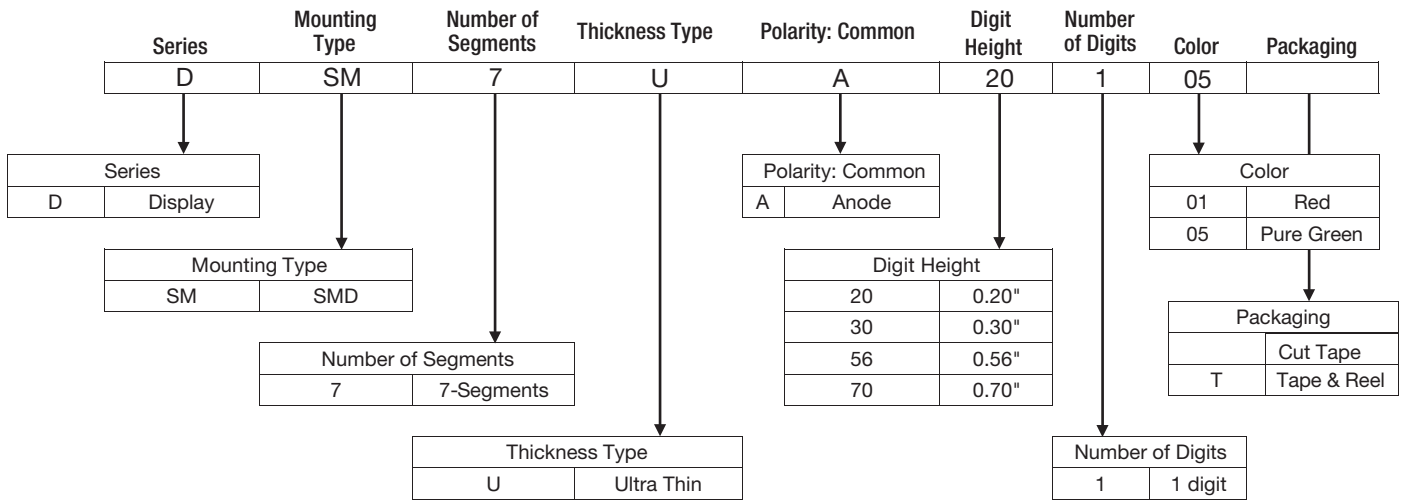 Series
Mounting
Type
Number of
Segments
Thickness Type
Polarity: Common
Digit
Height
Number
of Digits
Color
Packaging
D SM 7 U A 20 1 05
Series
D Display
Polarity: Common
A Anode
Color
01 Red
05 Pure Green
Mounting Type
SM SMD
Digit Height
20 0.20"
30 0.30"
56 0.56"
70 0.70"
Packaging
Cut Tape
T Tape & Reel
Number of Segments
7 7-Segments
Thickness Type
U Ultra Thin
Number of Digits
1 1 digit